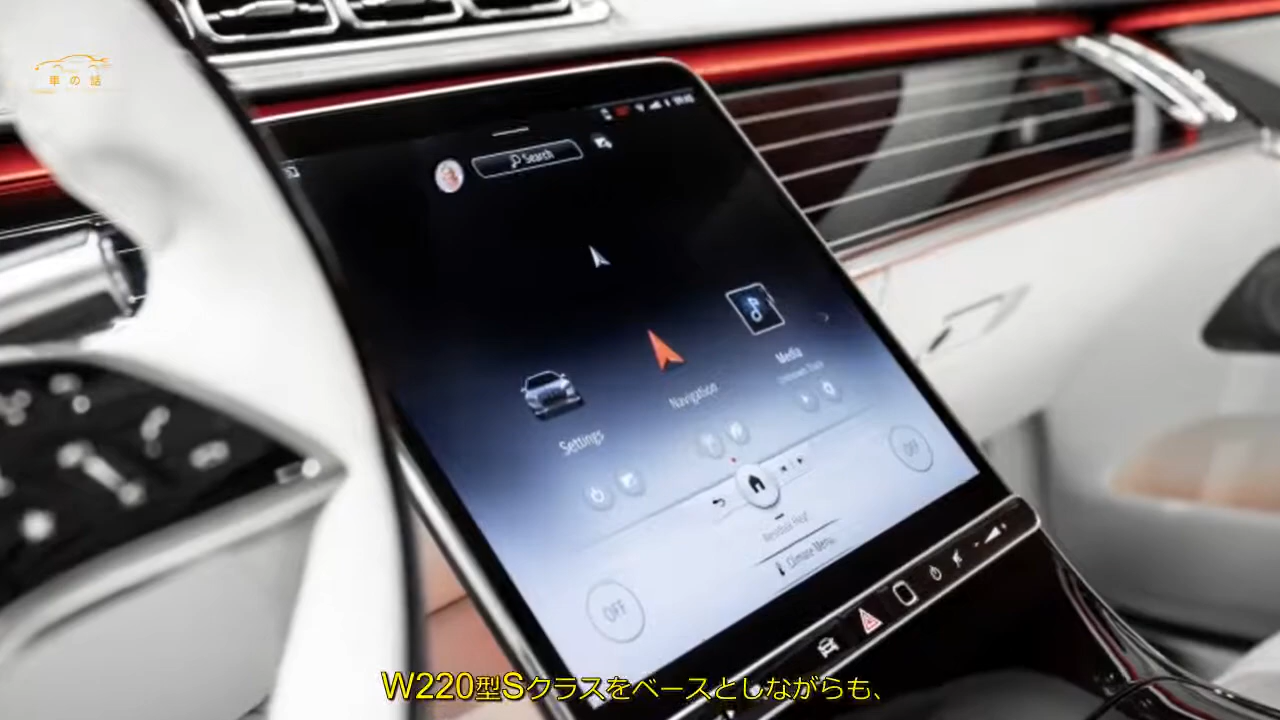 車の話
Search
Media
Navigation
Settings
OFF
Climate Menu
OFF
W220型Sクラスをベースとしながらも、